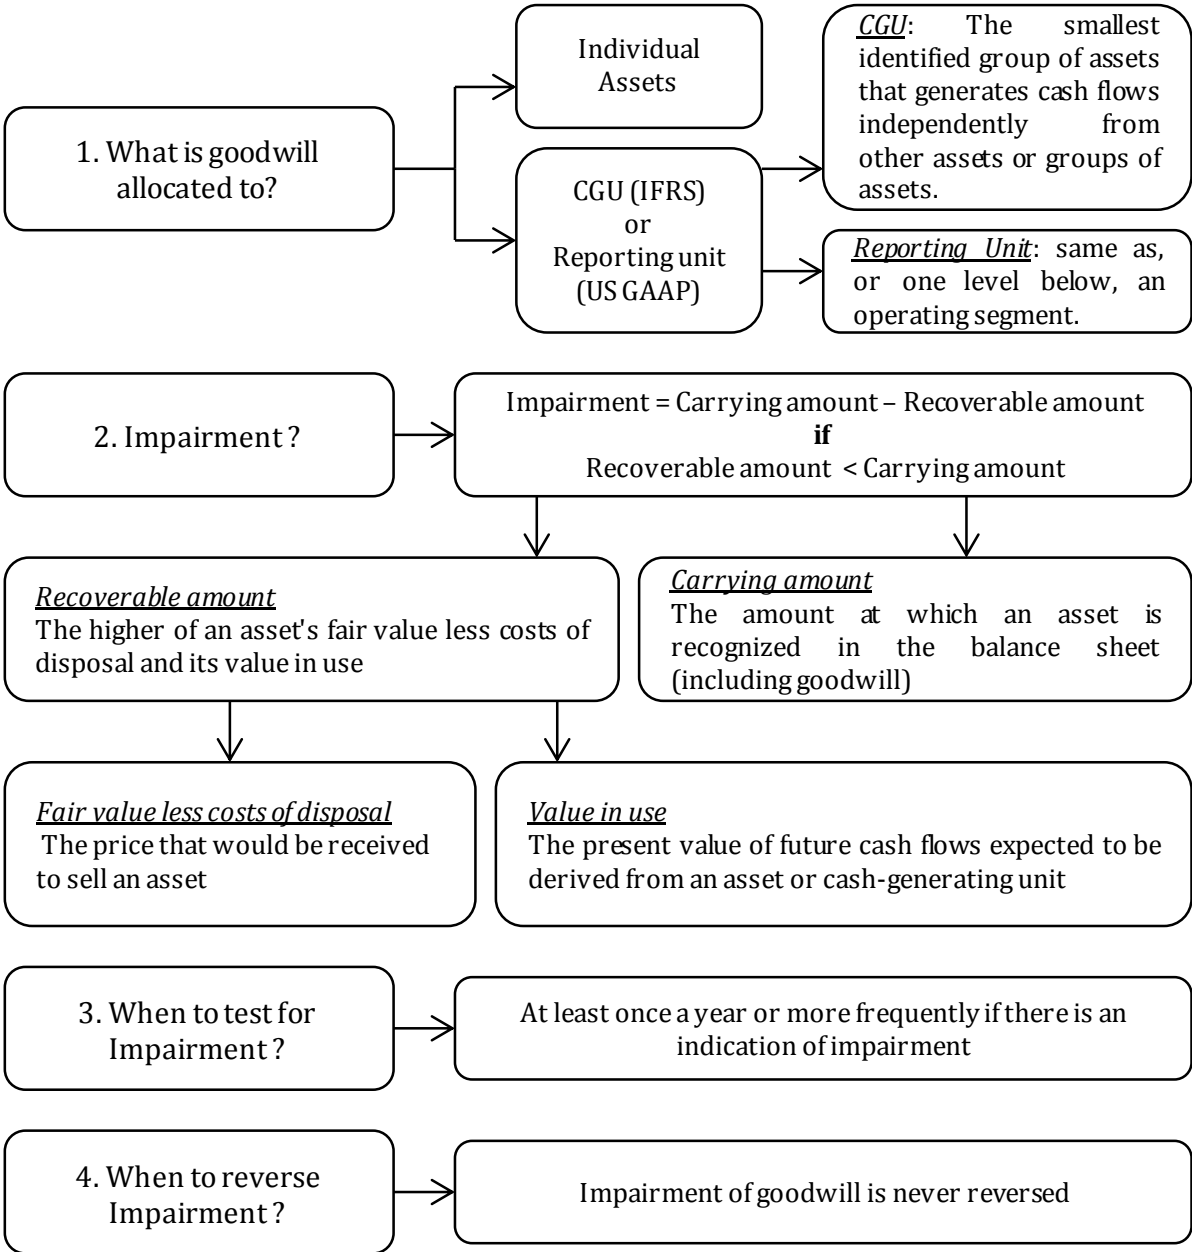 1. What is goodwill
allocated to?
Individual
Assets
CGU (IFRS)
or
Reporting unit
(US GAAP)
CGU: The smallest
identified group of assets
that generates cash flows
independently from
other assets or groups of
assets.
Reporting Unit: same as,
or one level below, an
operating segment.
2. Impairment?
Impairment = Carrying amount – Recoverable amount
if
Recoverable amount < Carrying amount
Recoverable amount
The higher of an asset's fair value less costs of
disposal and its value in use
Carrying amount
The amount at which an asset is
recognized in the balance sheet
(including goodwill)
Fair value less costs of disposal
The price that would be received
to sell an asset
Value in use
The present value of future cash flows expected to be
derived from an asset or cash-generating unit
3. When to test for
Impairment?
At least once a year or more frequently if there is an
indication of impairment
4. When to reverse
Impairment?
Impairment of goodwill is never reversed